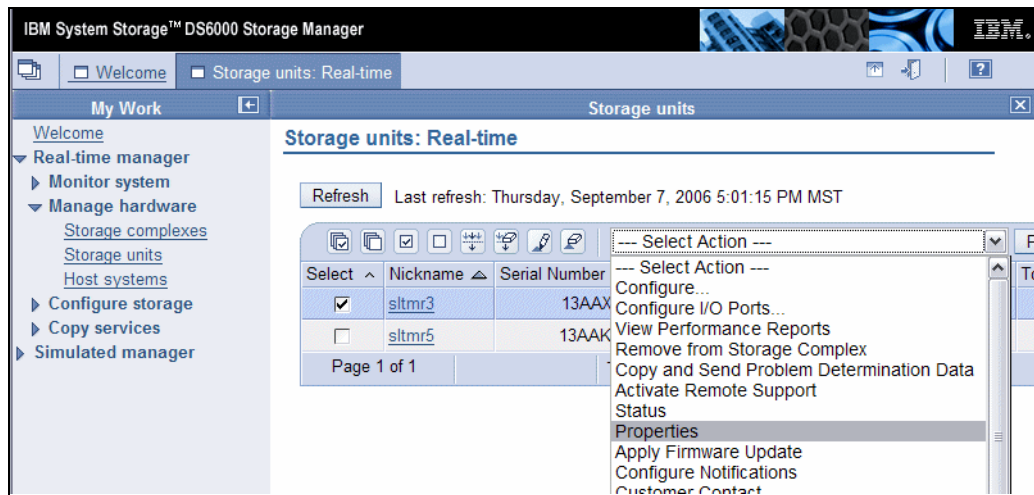 IBM System Storage™ DS6000 Storage Manager
IBM.
Welcome
Storage units: Real-time
?
My Work
Storage units
Welcome
Real-time manager
Monitor system
Manage hardware
Storage complexes
Storage units
Host systems
Configure storage
Copy services
Simulated manager
Storage units: Real-time
Refresh
Last refresh: Thursday, September 7, 2006 5:01:15 PM MST
--- Select Action ---
Select
Nickname
Serial Number
sltmr3
13AAX
sltmr5
13AAK
Page 1 of 1
--- Select Action ---
Configure...
Configure I/O Ports...
View Performance Reports
Remove from Storage Complex
Copy and Send Problem Determination Data
Activate Remote Support
Status
Properties
Apply Firmware Update
Configure Notifications
Customer Contact